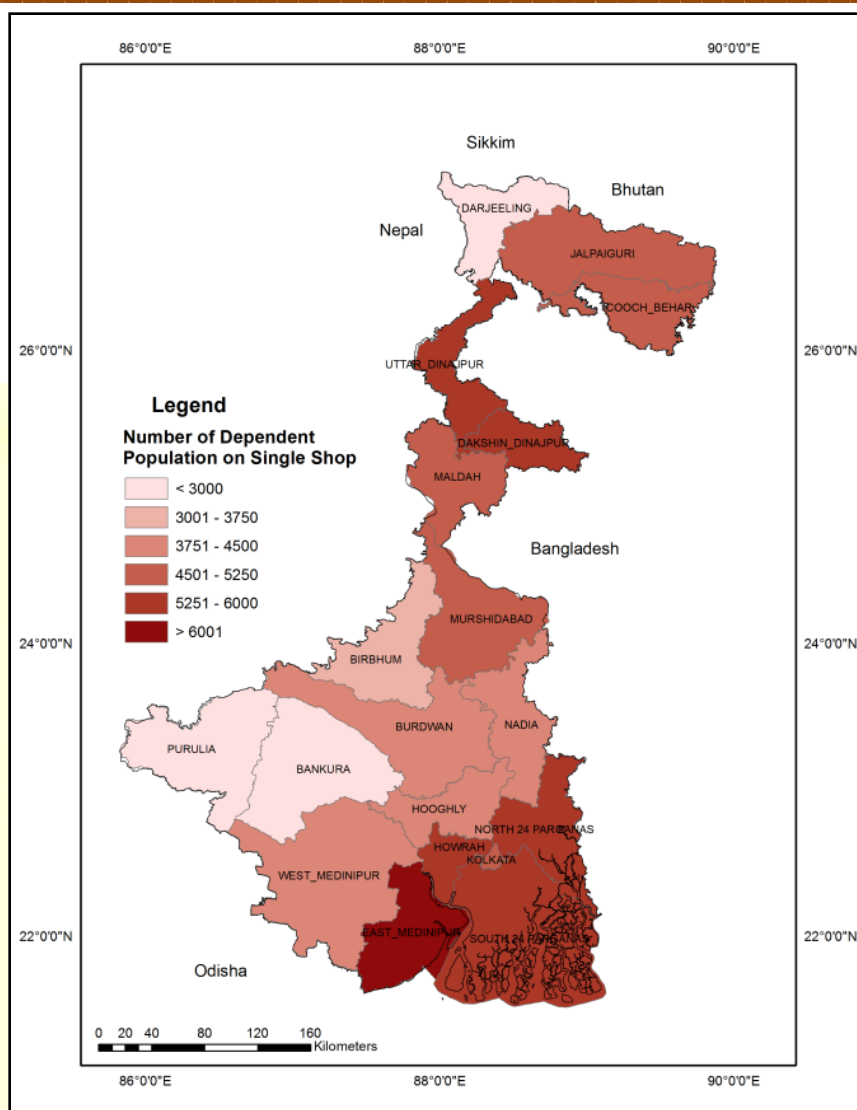 86°0'0"E 88°0'0"E 90°0'0"E
Sikkim
Bhutan
DARJEELING
Nepal
JALPAIGURI
COOCH_BEHAR
26°0'0"N 26°0'0"N
UTTAR_DINAJPUR
Legend
Number of Dependent
Population on Single Shop
< 3000
3001 - 3750
3751 - 4500
4501 - 5250
5251 - 6000
> 6001
DAKSHIN_DINAJPUR
MALDAH
Bangladesh
MURSHIDABAD
24°0'0"N 24°0'0"N
BIRBHUM
BURDWAN
NADIA
PURULIA
BANKURA
HOOGHLY
NORTH 24 PARGANAS
HOWRAH
KOLKATA
WEST_MEDINIPUR
EAST_MEDINIPUR
SOUTH 24 PARGANAS
22°0'0"N 22°0'0"N
Odisha
0 20 40 80 120 160
Kilometers
86°0'0"E 88°0'0"E 90°0'0"E